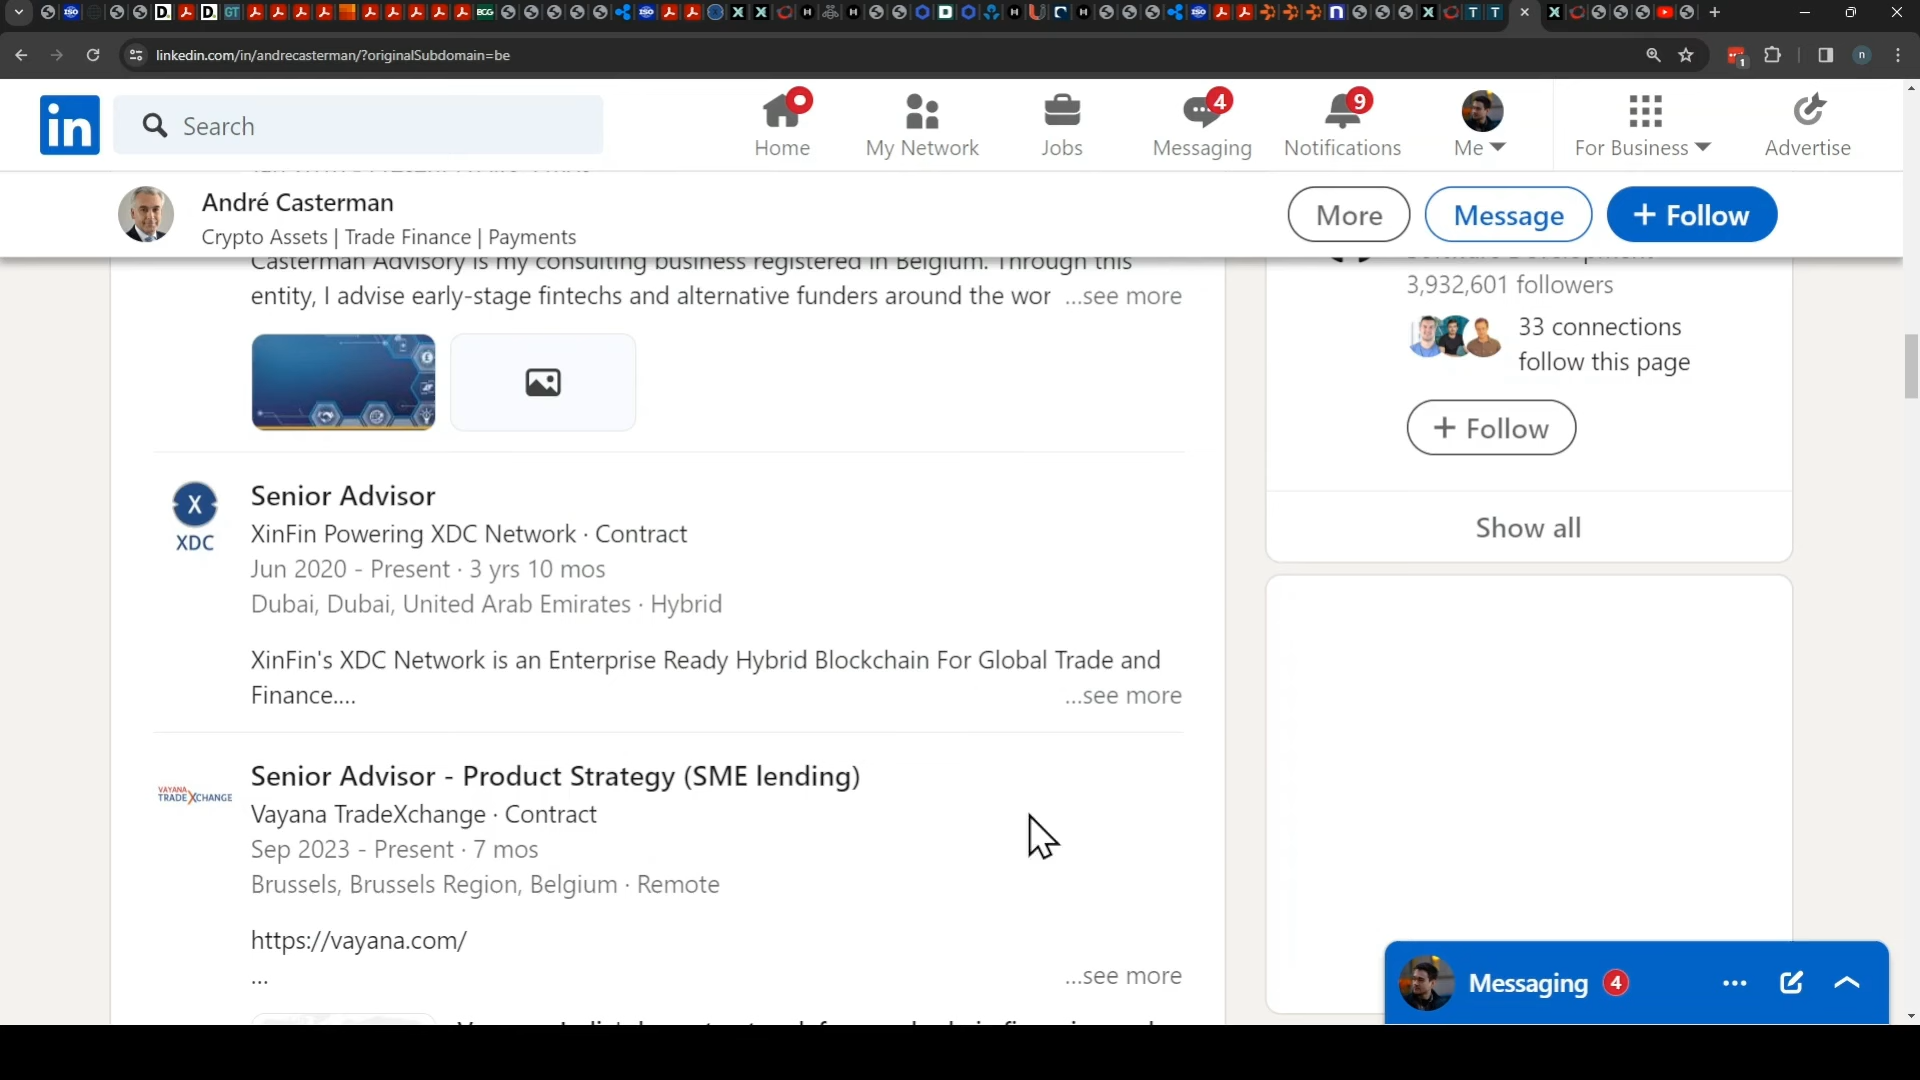 linkedin.com/in/andrecasterman/?originalSubdomain=be
1
n
in
Search
Home
My Network
Jobs
4
Messaging
9
Notifications
Me
For Business
Advertise
André Casterman
Crypto Assets | Trade Finance | Payments
More
Message
+ Follow
Casterman Advisory is my consulting business registered in Belgium. Through this
entity, I advise early-stage fintechs and alternative funders around the wor ...see more
Senior Advisor
XinFin Powering XDC Network · Contract
Jun 2020 - Present · 3 yrs 10 mos
Dubai, Dubai, United Arab Emirates · Hybrid
XinFin's XDC Network is an Enterprise Ready Hybrid Blockchain For Global Trade and
Finance.... ...see more
X
XDC
Senior Advisor - Product Strategy (SME lending)
Vayana TradeXchange · Contract
Sep 2023 - Present · 7 mos
Brussels, Brussels Region, Belgium · Remote
https://vayana.com/
... ...see more
VAYANA
TRADEXCHANGE
3,932,601 followers
33 connections
follow this page
+ Follow
Show all
Messaging 4